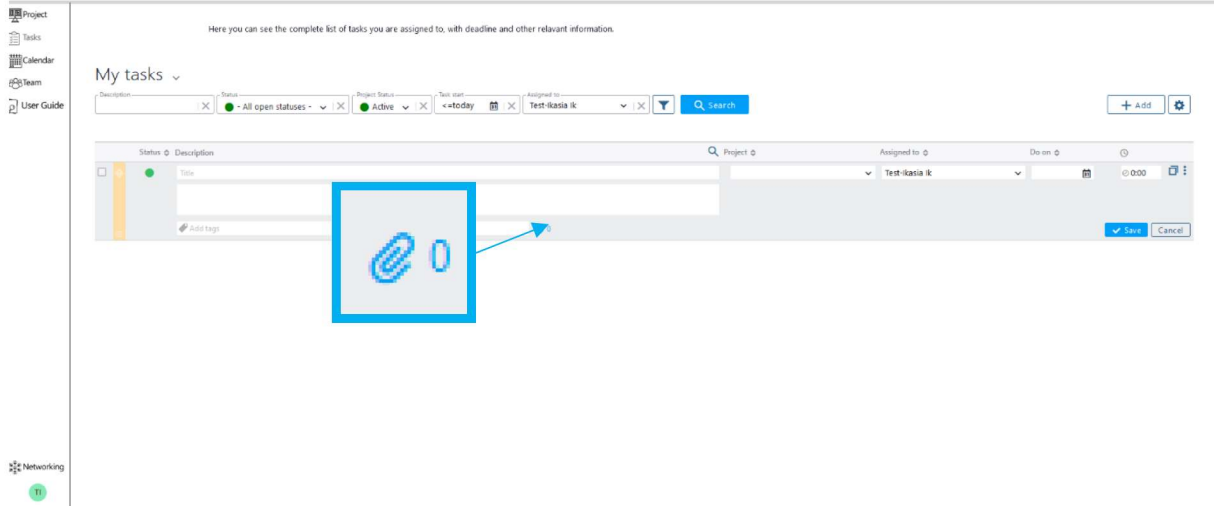 Project
Tasks
Calendar
Team
User Guide
Here you can see the complete list of tasks you are assigned to, with deadline and other relavant information.
My tasks
Description Status Project Status Task start Assigned to
- All open statuses - Active <=today Test-Ikasia Ik Search + Add
Status Description Project Assigned to Do on
Title Test-Ikasia Ik 0:00
Add tags 0 Save Cancel
0
Networking
TI